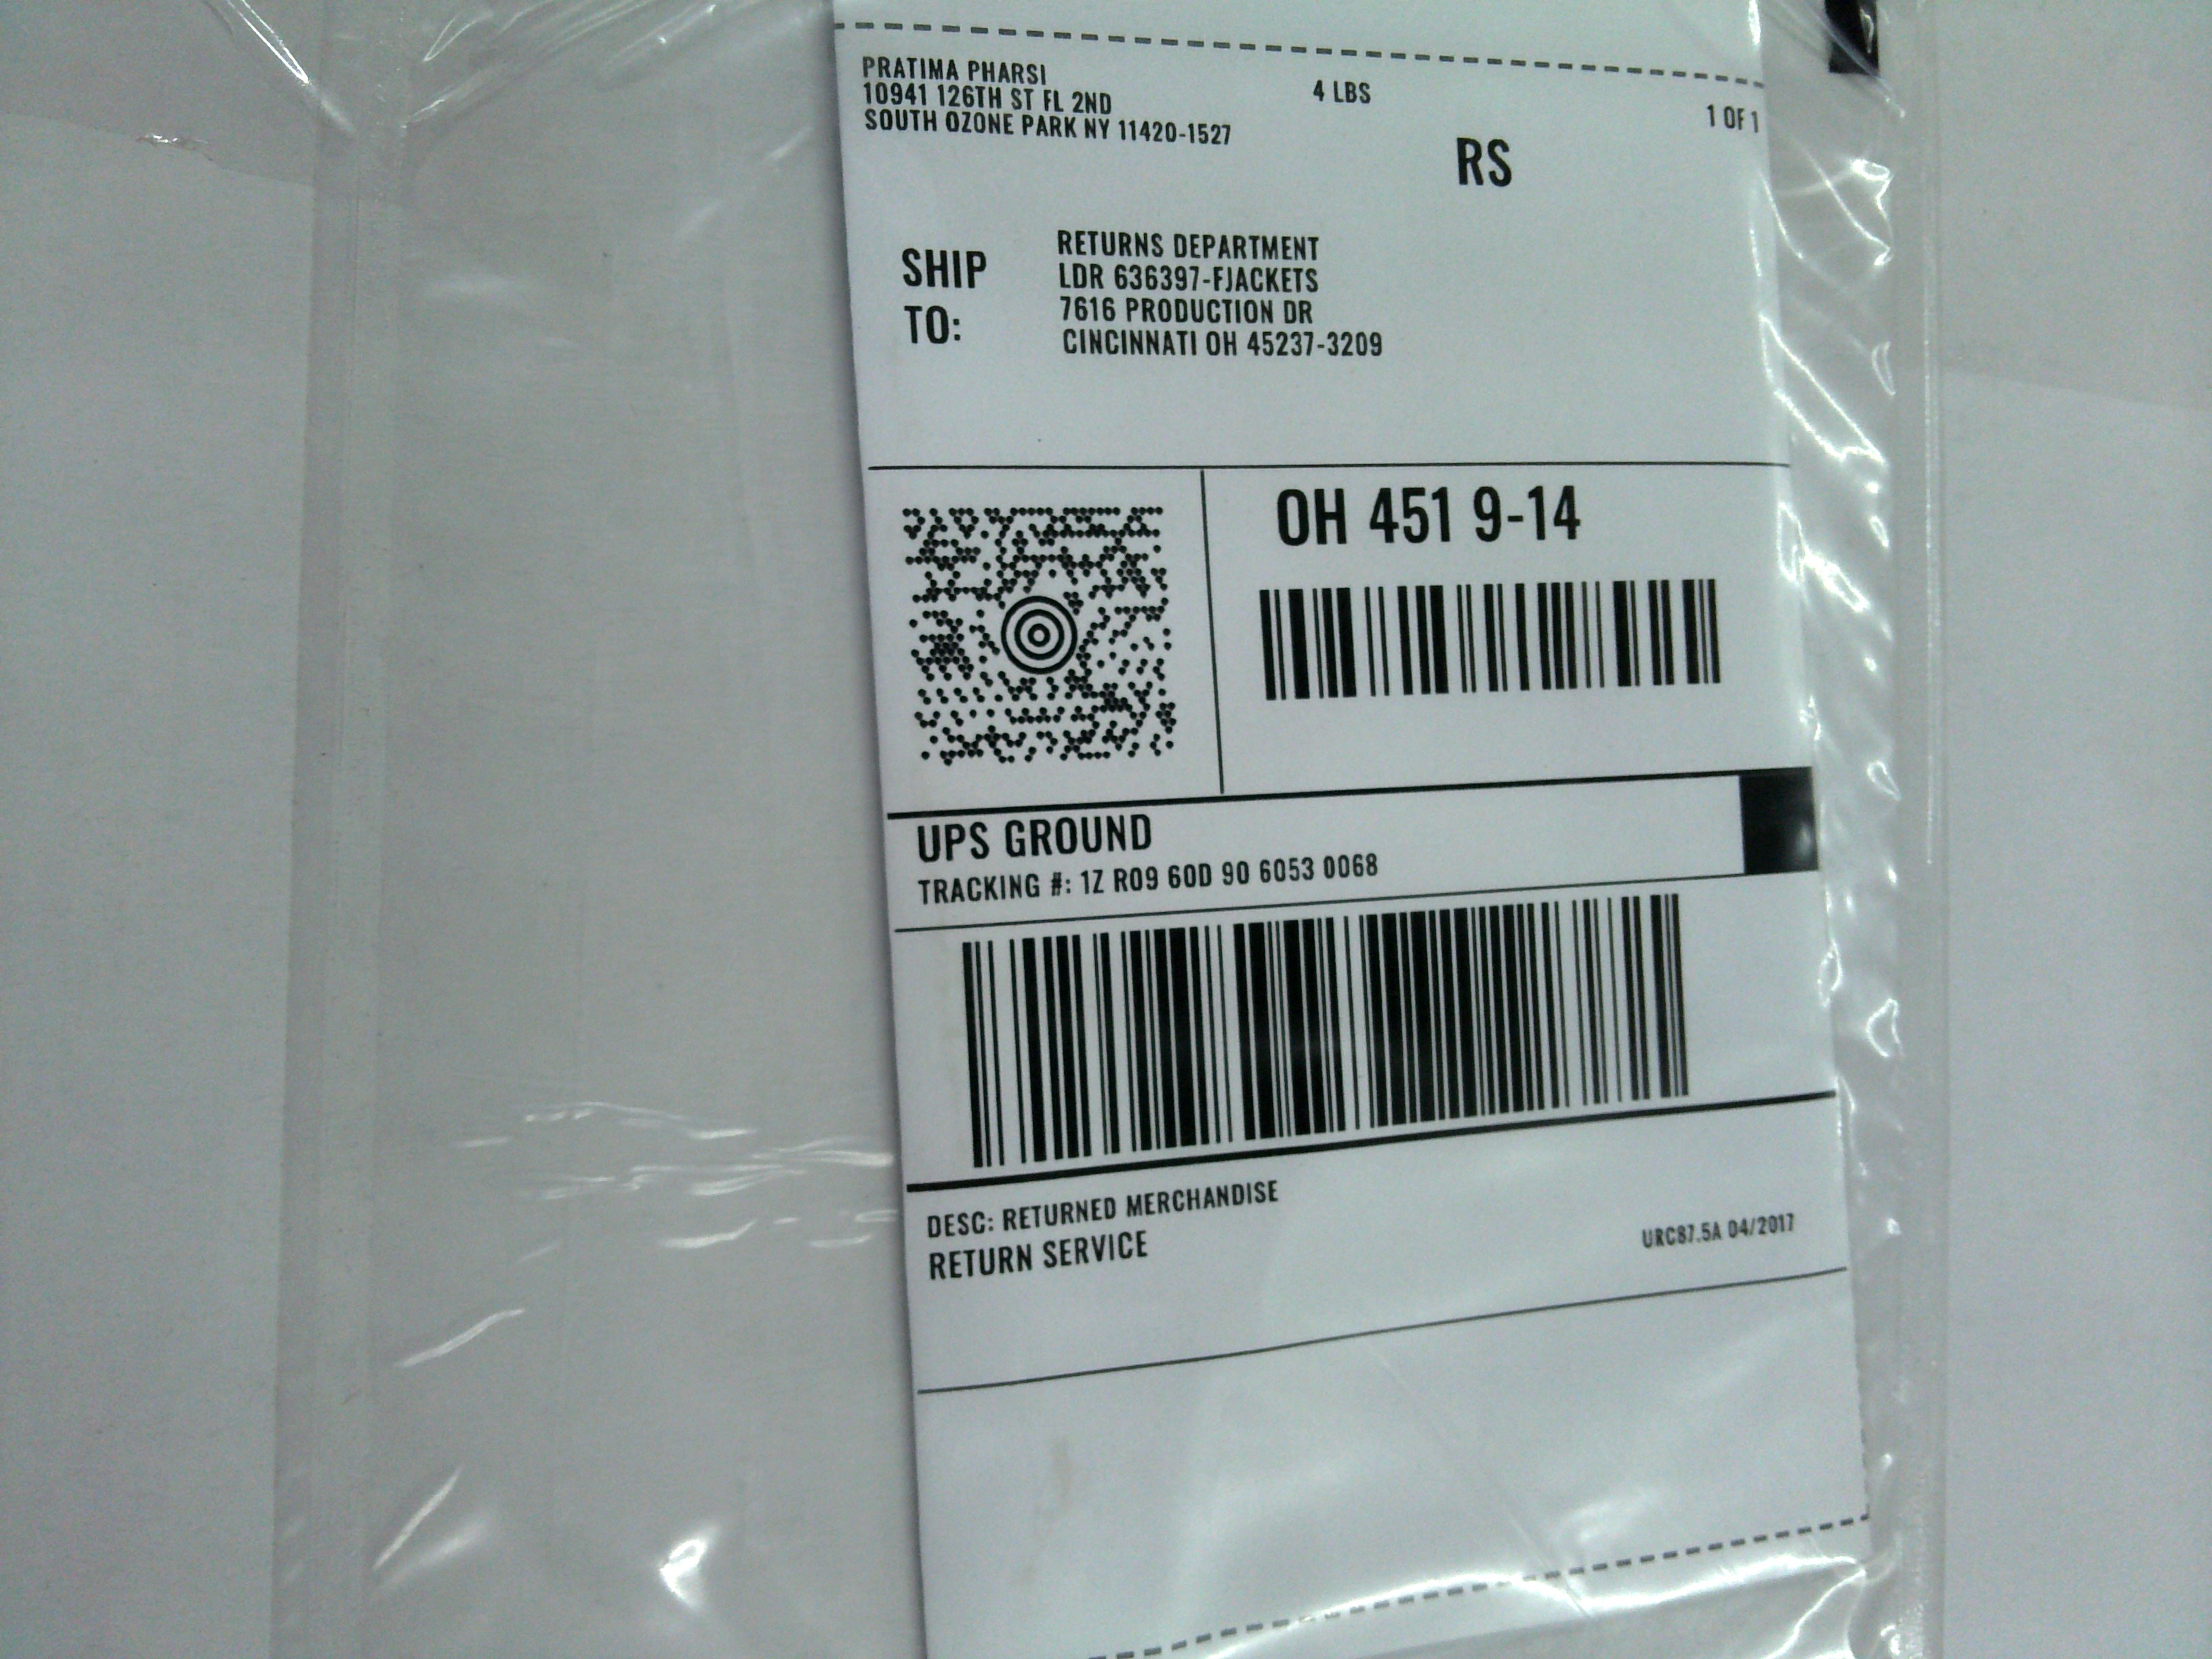 PRATIMA PHARSI
10941 126TH ST FL 2ND
SOUTH OZONE PARK NY 11420-1527
4 LBS
1 OF 1
RS
SHIP
TO:
RETURNS DEPARTMENT
LDR 636397-FJACKETS
7616 PRODUCTION DR
CINCINNATI OH 45237-3209
OH 451 9-14
UPS GROUND
TRACKING #: 1Z R09 60D 90 6053 0068
DESC: RETURNED MERCHANDISE
RETURN SERVICE
URC87.5A 04/2017